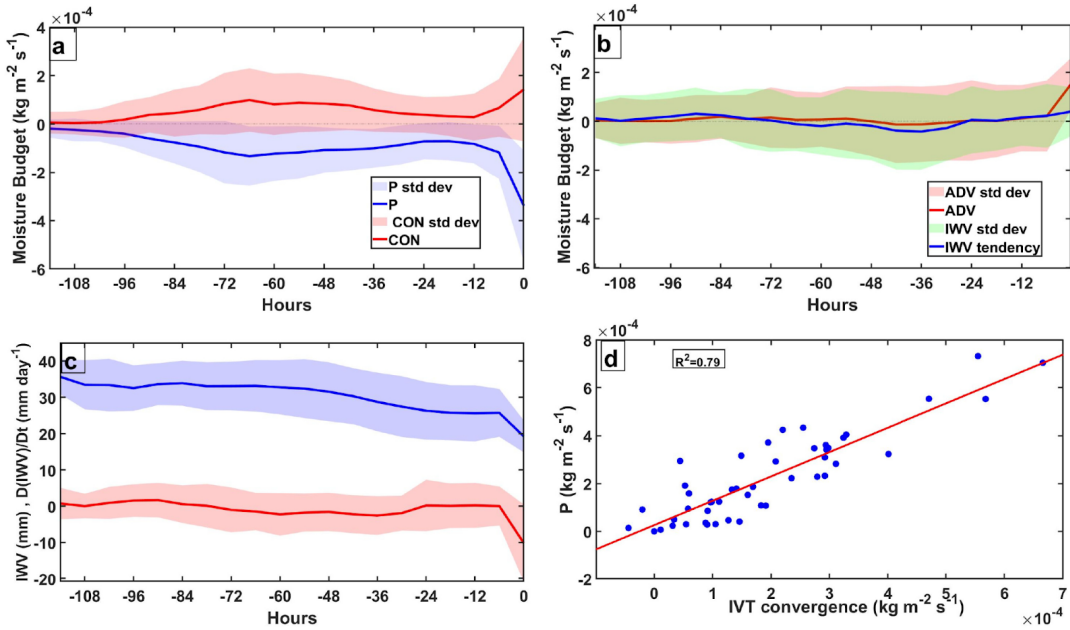 ×10⁻⁴
a
Moisture Budget (kg m⁻² s⁻¹)
4
2
0
-2
-4
-6
P std dev
P
CON std dev
CON
-108 -96 -84 -72 -60 -48 -36 -24 -12 0
Hours
×10⁻⁴
b
Moisture Budget (kg m⁻² s⁻¹)
4
2
0
-2
-4
-6
ADV std dev
ADV
IWV std dev
IWV tendency
-108 -96 -84 -72 -60 -48 -36 -24 -12
Hours
c
IWV (mm) , D(IWV)/Dt (mm day⁻¹)
40
30
20
10
0
-10
-20
-108 -96 -84 -72 -60 -48 -36 -24 -12 0
Hours
×10⁻⁴
d
R²=0.79
P (kg m⁻² s⁻¹)
8
6
4
2
0
-2
0 1 2 3 4 5 6 7
IVT convergence (kg m⁻² s⁻¹)
×10⁻⁴